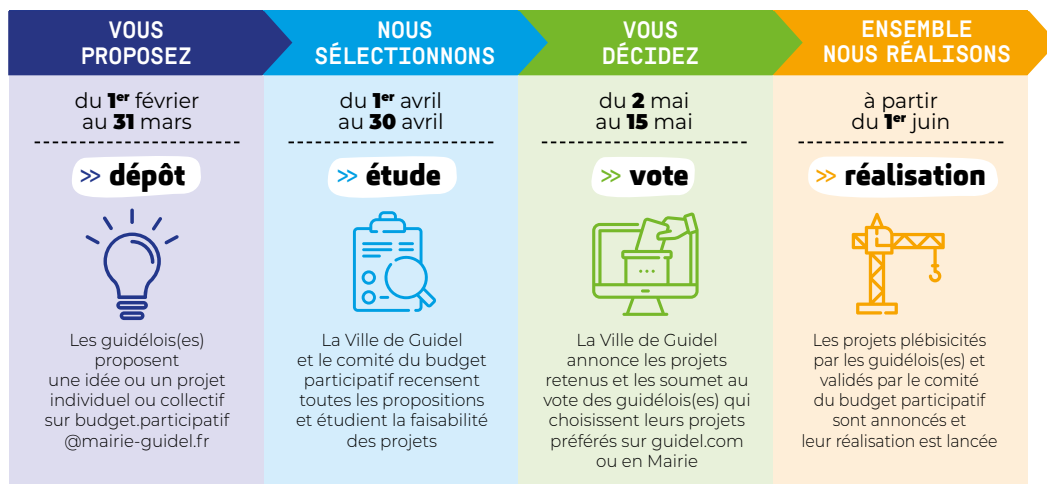 VOUS
PROPOSEZ
du 1er février
au 31 mars
>> dépôt
Les guidélois(es)
proposent
une idée ou un projet
individuel ou collectif
sur budget.participatif
@mairie-guidel.fr
NOUS
SÉLECTIONNONS
du 1er avril
au 30 avril
>> étude
La Ville de Guidel
et le comité du budget
participatif recensent
toutes les propositions
et étudient la faisabilité
des projets
VOUS
DÉCIDEZ
du 2 mai
au 15 mai
>> vote
La Ville de Guidel
annonce les projets
retenus et les soumet au
vote des guidélois(es) qui
choisissent leurs projets
préférés sur guidel.com
ou en Mairie
ENSEMBLE
NOUS RÉALISONS
à partir
du 1er juin
>> réalisation
Les projets plébisicités
par les guidélois(es) et
validés par le comité
du budget participatif
sont annoncés et
leur réalisation est lancée